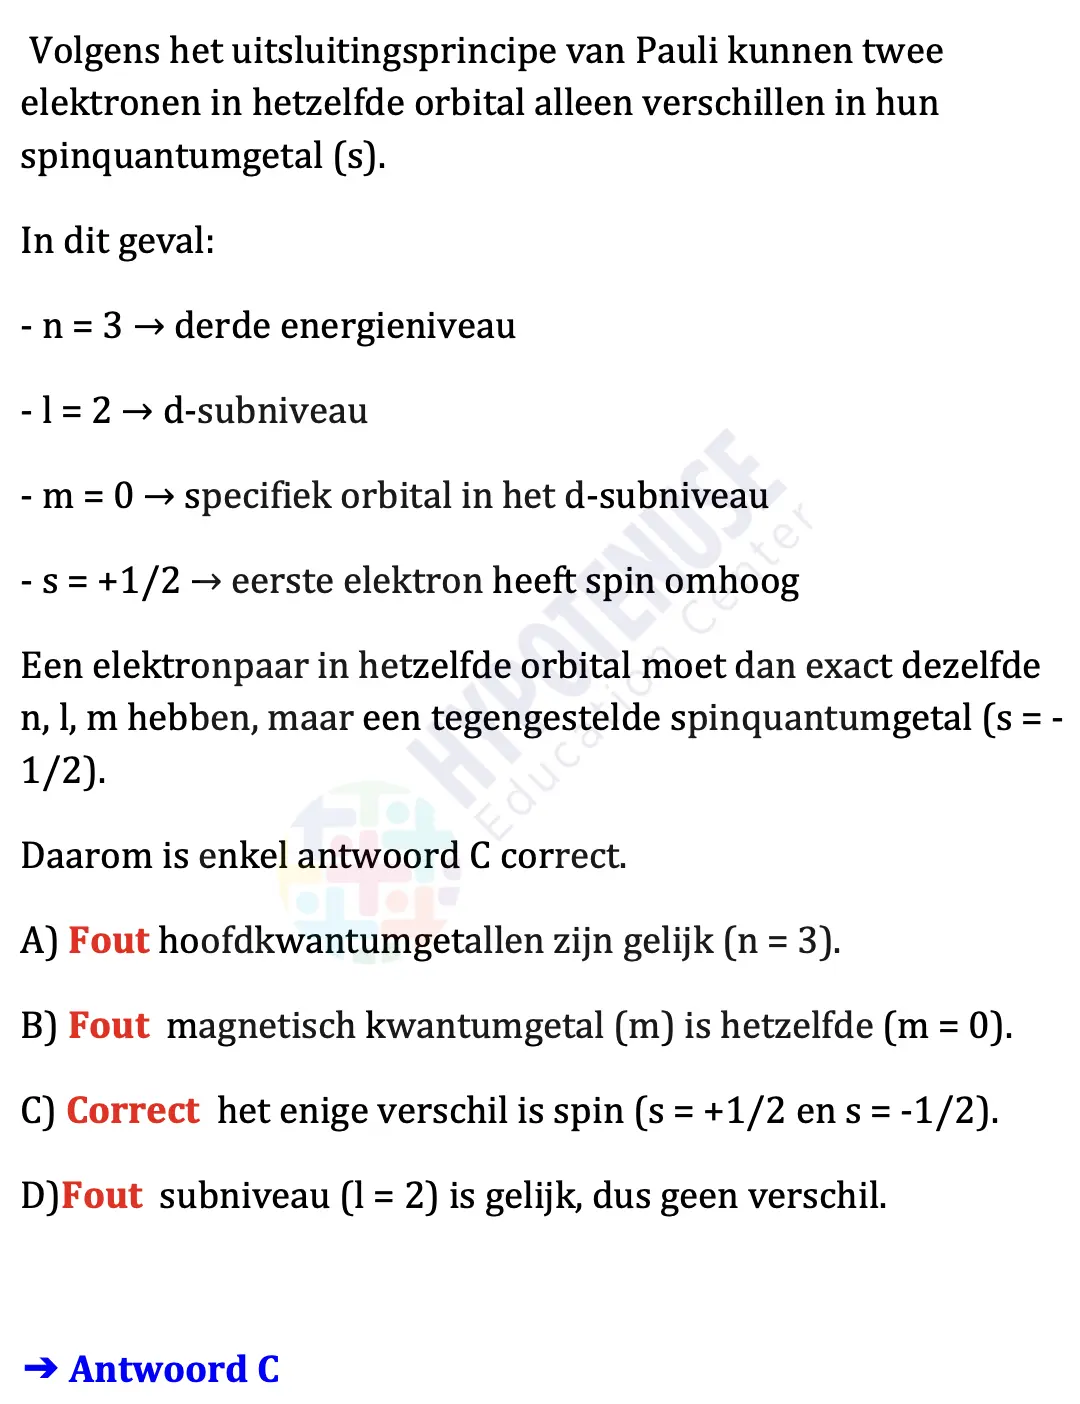 Volgens het uitsluitingsprincipe van Pauli kunnen twee
elektronen in hetzelfde orbital alleen verschillen in hun
spinquantumgetal (s).
In dit geval:
- n = 3 → derde energieniveau
- l = 2 → d-subniveau
- m = 0 → specifiek orbital in het d-subniveau
- s = +1/2 → eerste elektron heeft spin omhoog
Een elektronpaar in hetzelfde orbital moet dan exact dezelfde
n, l, m hebben, maar een tegengestelde spinquantumgetal (s = -
1/2).
Daarom is enkel antwoord C correct.
A) Fout hoofdkwantumgetallen zijn gelijk (n = 3).
B) Fout magnetisch kwantumgetal (m) is hetzelfde (m = 0).
C) Correct het enige verschil is spin (s = +1/2 en s = -1/2).
D)Fout subniveau (l = 2) is gelijk, dus geen verschil.
➔ Antwoord C
HYPOTENUSE
Education Center